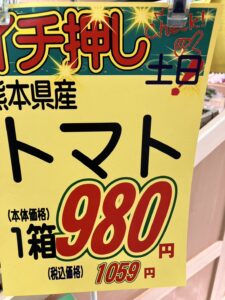 イチ押し
Check!
土日
熊本県産
トマト
(本体価格)
1箱980円
(税込価格) 1059円